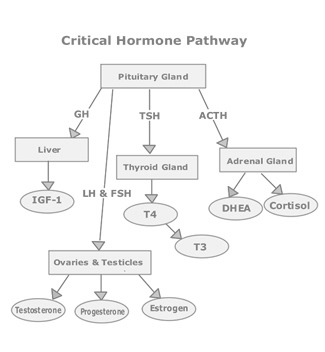 Critical Hormone Pathway
Pituitary Gland
GH
TSH
ACTH
Liver
Thyroid Gland
Adrenal Gland
IGF-1
LH & FSH
T4
DHEA
Cortisol
T3
Ovaries & Testicles
Testosterone
Progesterone
Estrogen